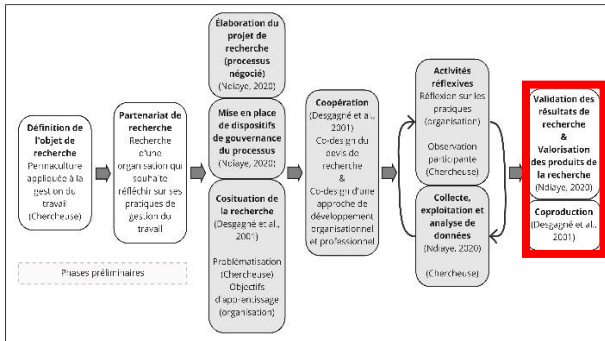 Définition de
l'objet de
recherche
Permaculture
appliquée à la
gestion du
travail
(Chercheuse)
Partenariat de
recherche
Recherche
d'une
organisation qui
souhaite
réfléchir sur ses
pratiques de
gestion du
travail
Phases préliminaires
Élaboration du
projet de
recherche
(processus
négocié)
(Ndiaye, 2020)
Mise en place
de dispositifs
de gouvernance
du processus
(Ndiaye, 2020)
Cosituation de
la recherche
(Desgagné et al.,
2001)
Problématisation
(Chercheuse)
Objectifs
d'apprentissage
(organisation)
Coopération
(Desgagné et al.,
2001)
Co-design du
devis de
recherche
&
Co-design d'une
approche de
développement
organisationnel
et professionnel
Activités
réflexives
Réflexion sur les
pratiques
(organisation)
Observation
participante
(Chercheuse)
Collecte,
exploitation et
analyse de
données
(Ndiaye, 2020)
(Chercheuse)
Validation des
résultats de
recherche
&
Valorisation
des produits de
la recherche
(Ndiaye, 2020)
Coproduction
(Desgagné et al.,
2001)